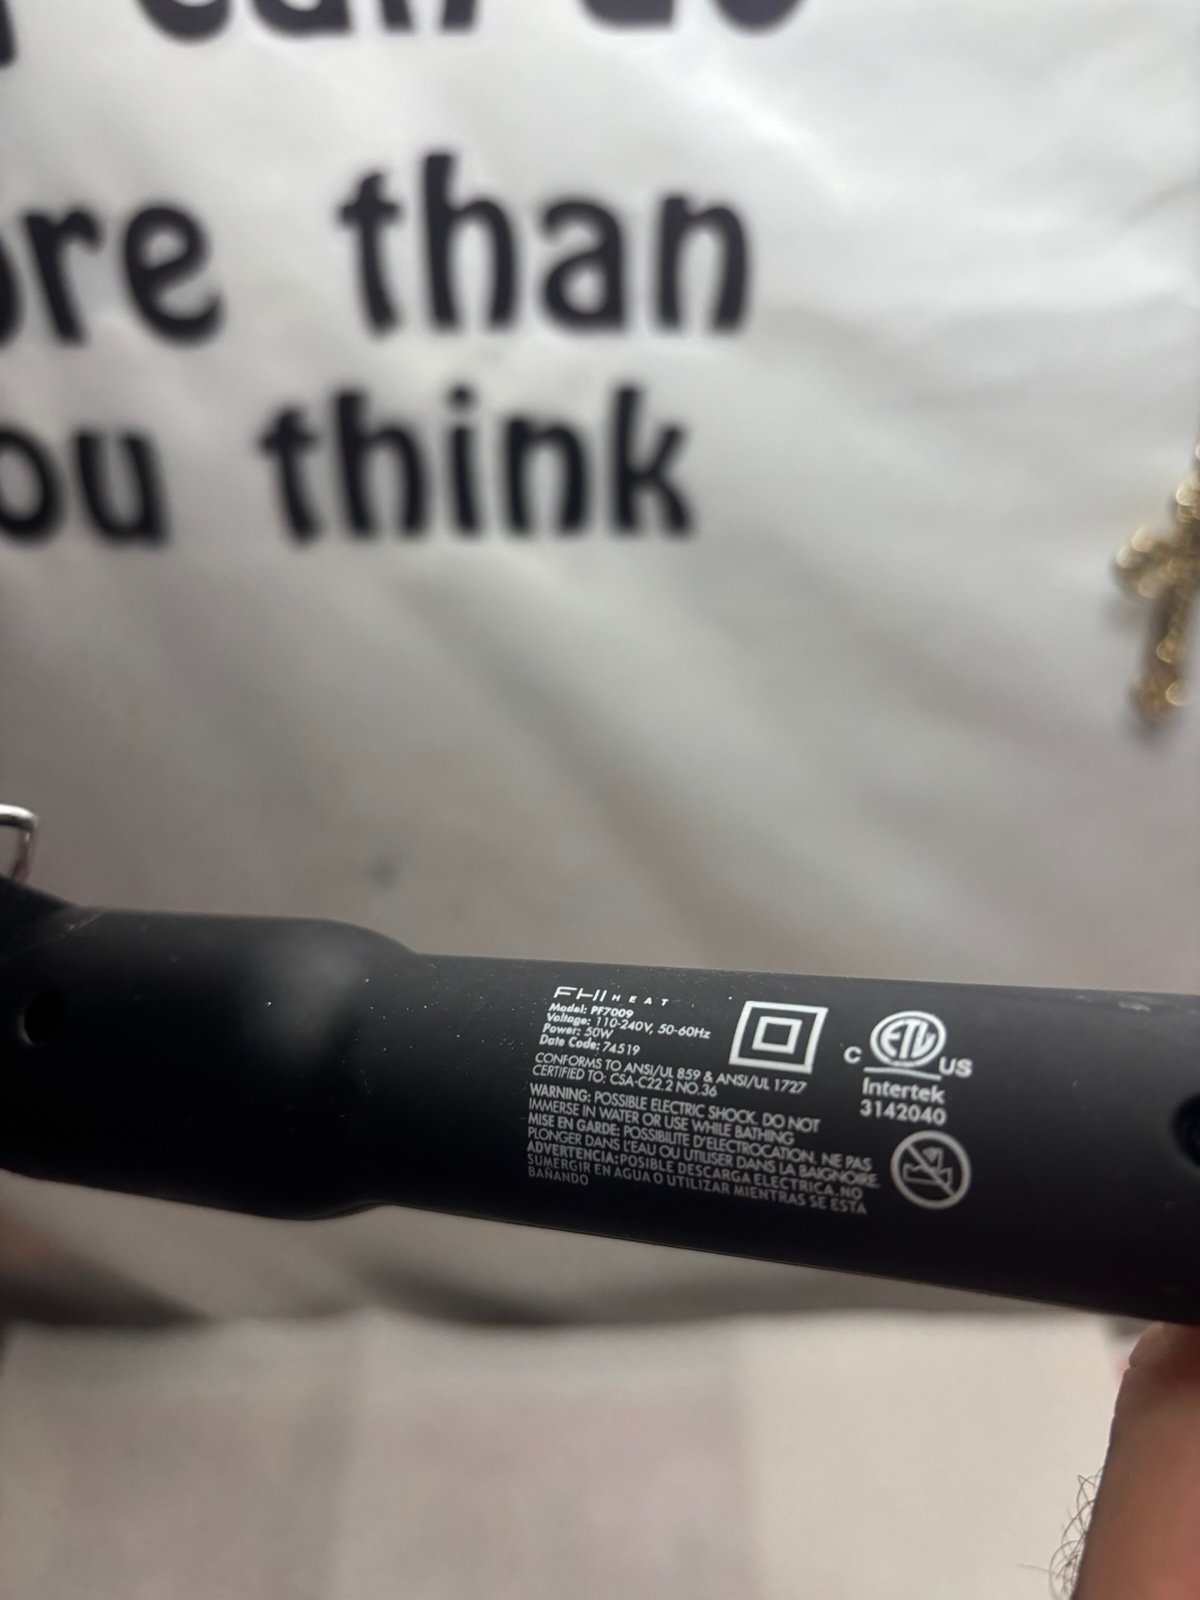 can do
ore than
ou think
FHI HEAT
Model: PF7009
Voltage: 110-240V, 50-60Hz
Power: 50W
Date Code: 74519
CONFORMS TO ANSI/UL 859 & ANSI/UL 1727
CERTIFIED TO: CSA-C22.2 NO.36
WARNING: POSSIBLE ELECTRIC SHOCK. DO NOT
IMMERSE IN WATER OR USE WHILE BATHING
MISE EN GARDE: POSSIBILITE D'ELECTROCATION. NE PAS
PLONGER DANS L'EAU OU UTILISER DANS LA BAIGNOIRE.
ADVERTENCIA: POSIBLE DESCARGA ELECTRICA. NO
SUMERGIR EN AGUA O UTILIZAR MIENTRAS SE ESTA
BAÑANDO
C ETL US
Intertek
3142040